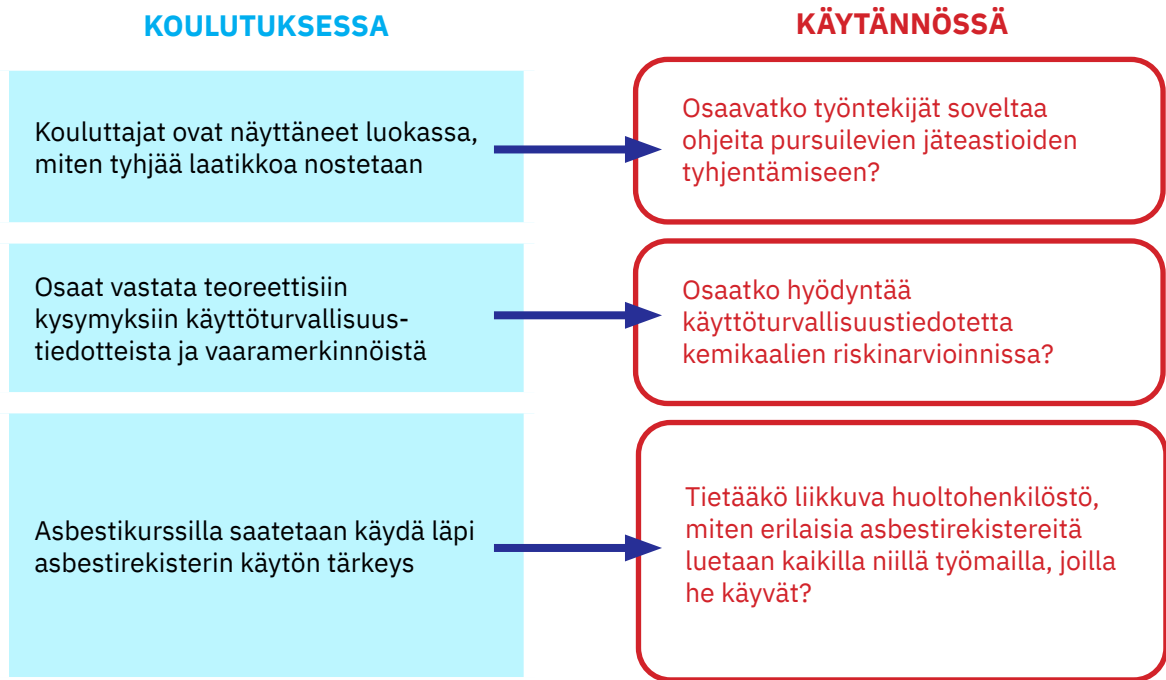 KOULUTUKSESSA
KÄYTÄNNÖSSÄ
Kouluttajat ovat näyttäneet luokassa,
miten tyhjää laatikkoa nostetaan
Osaavatko työntekijät soveltaa
ohjeita pursuilevien jäteastioiden
tyhjentämiseen?
Osaat vastata teoreettisiin
kysymyksiin käyttöturvallisuus-
tiedotteista ja vaaramerkinnöistä
Osaatko hyödyntää
käyttöturvallisuustiedotetta
kemikaalien riskinarvioinnissa?
Asbestikurssilla saatetaan käydä läpi
asbestirekisterin käytön tärkeys
Tietääkö liikkuva huoltohenkilöstö,
miten erilaisia asbestirekistereitä
luetaan kaikilla niillä työmailla, joilla
he käyvät?